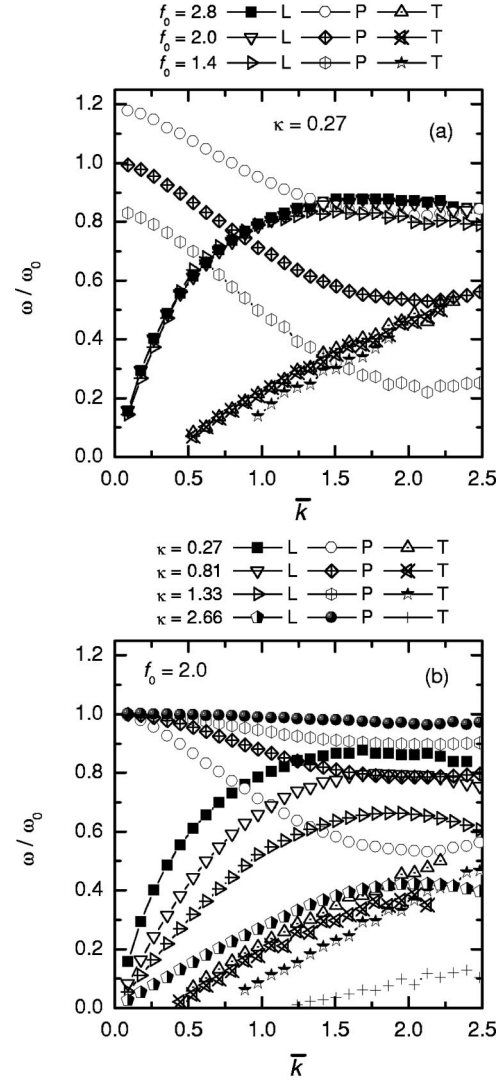 f₀ = 2.8 L P T
f₀ = 2.0 L P T
f₀ = 1.4 L P T
1.2
κ = 0.27
(a)
1.0
0.8
ω / ω₀
0.6
0.4
0.2
0.0
0.0 0.5 1.0 1.5 2.0 2.5
k̅
κ = 0.27 L P T
κ = 0.81 L P T
κ = 1.33 L P T
κ = 2.66 L P T
1.2
f₀ = 2.0
(b)
1.0
0.8
ω / ω₀
0.6
0.4
0.2
0.0
0.0 0.5 1.0 1.5 2.0 2.5
k̅